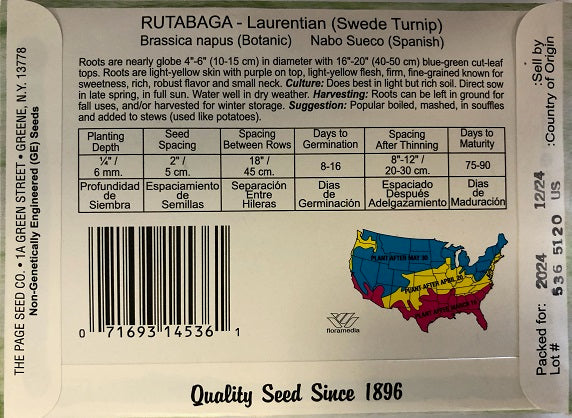 RUTABAGA - Laurentian (Swede Turnip)
Brassica napus (Botanic) Nabo Sueco (Spanish)
Roots are nearly globe 4"-6" (10-15 cm) in diameter with 16"-20" (40-50 cm) blue-green cut-leaf
tops. Roots are light-yellow skin with purple on top, light-yellow flesh, firm, fine-grained known for
sweetness, rich, robust flavor and small neck. Culture: Does best in light but rich soil. Direct sow
in late spring, in full sun. Water well in dry weather. Harvesting: Roots can be left in ground for
fall uses, and/or harvested for winter storage. Suggestion: Popular boiled, mashed, in souffles
and added to stews (used like potatoes).
Planting Depth Seed Spacing Spacing Between Rows Days to Germination Spacing After Thinning Days to Maturity
¼"/ 6 mm. 2"/ 5 cm. 18"/ 45 cm. 8-16 8"-12"/ 20-30 cm. 75-90
Profundidad de Siembra Espaciamiento de Semillas Separación Entre Hileras Dias de Germinación Espaciado Después Adelgazamiento Dias de Maduración
0 71693 14536 1
floramedia
PLANT AFTER MAY 30
PLANT AFTER APRIL 20
PLANT AFTER MARCH 15
Quality Seed Since 1896
THE PAGE SEED CO. • 1A GREEN STREET • GREENE, N.Y. 13778
Non-Genetically Engineered (GE) Seeds
:Sell by
:Country of Origin
Packed for: 2024 12/24
Lot # 536 5120 US